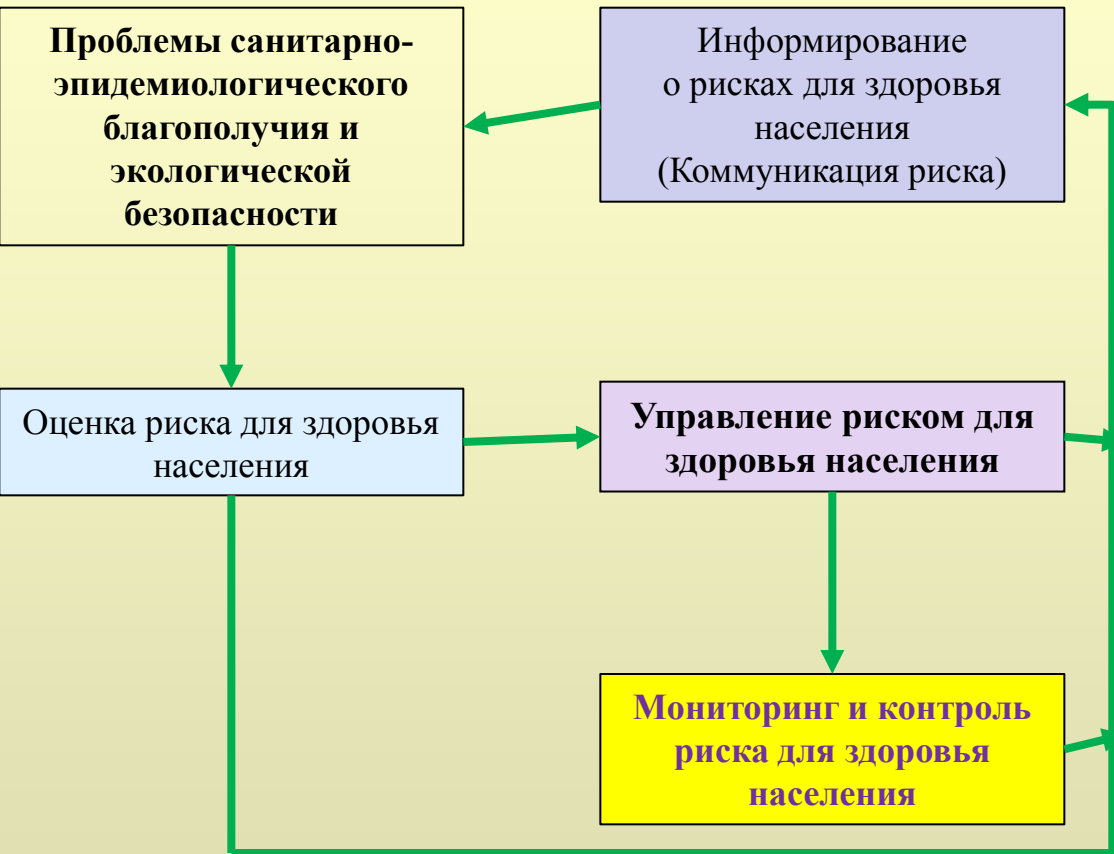 Проблемы санитарно-
эпидемиологического
благополучия и
экологической
безопасности
Информирование
о рисках для здоровья
населения
(Коммуникация риска)
Оценка риска для здоровья
населения
Управление риском для
здоровья населения
Мониторинг и контроль
риска для здоровья
населения